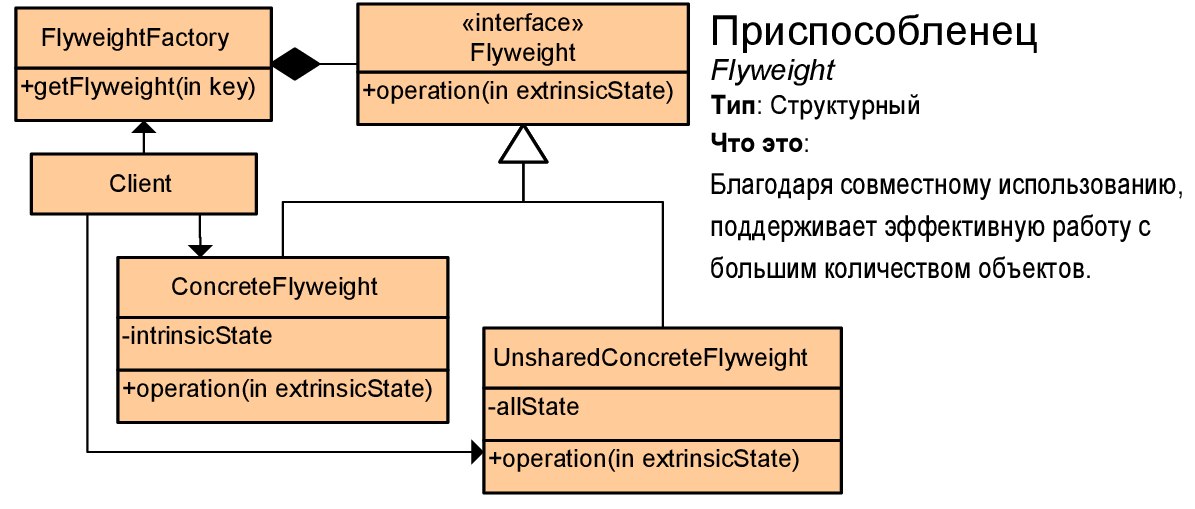 FlyweightFactory
+getFlyweight(in key)
«interface»
Flyweight
+operation(in extrinsicState)
Client
ConcreteFlyweight
-intrinsicState
+operation(in extrinsicState)
UnsharedConcreteFlyweight
-allState
+operation(in extrinsicState)
Приспособленец
Flyweight
Тип: Структурный
Что это:
Благодаря совместному использованию,
поддерживает эффективную работу с
большим количеством объектов.